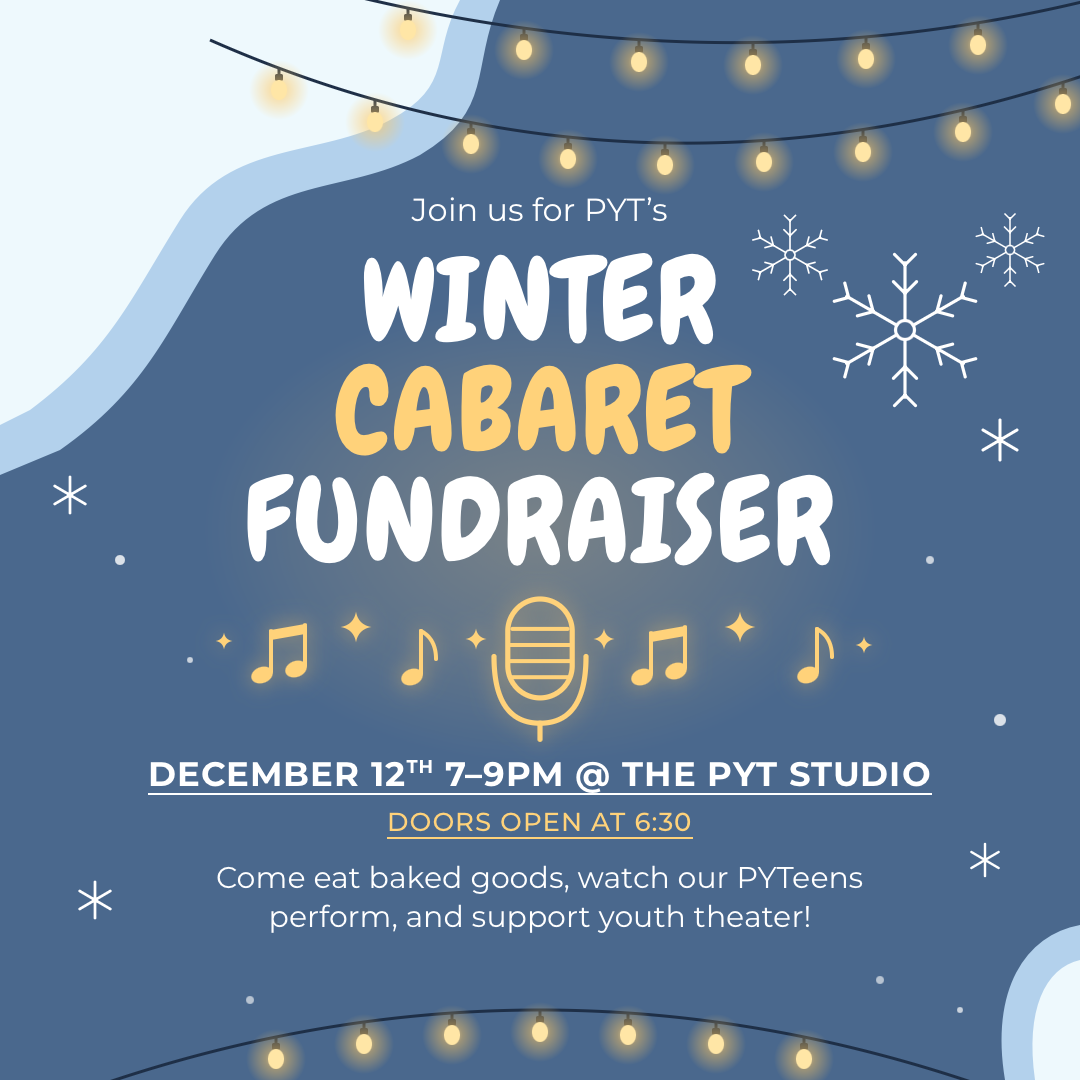 Join us for PYT’s
WINTER
CABARET
FUNDRAISER
DECEMBER 12TH 7–9PM @ THE PYT STUDIO
DOORS OPEN AT 6:30
Come eat baked goods, watch our PYTeens
perform, and support youth theater!